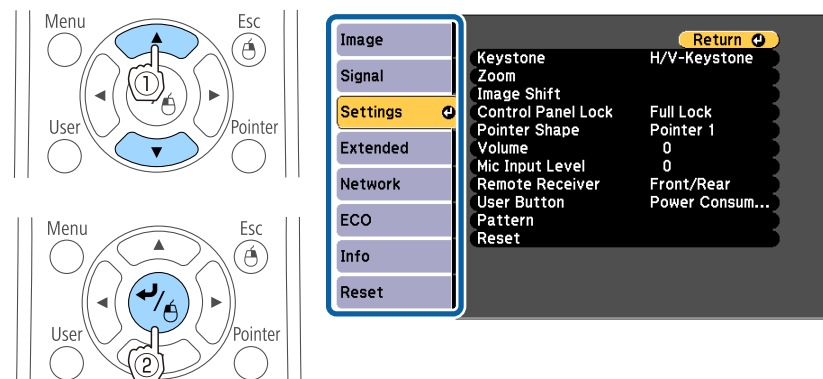 Menu Esc
①
User Pointer
Menu Esc
User Pointer
②
Image
Signal
Settings
Extended
Network
ECO
Info
Reset
Return
Keystone H/V-Keystone
Zoom
Image Shift
Control Panel Lock Full Lock
Pointer Shape Pointer 1
Volume 0
Mic Input Level 0
Remote Receiver Front/Rear
User Button Power Consum...
Pattern
Reset